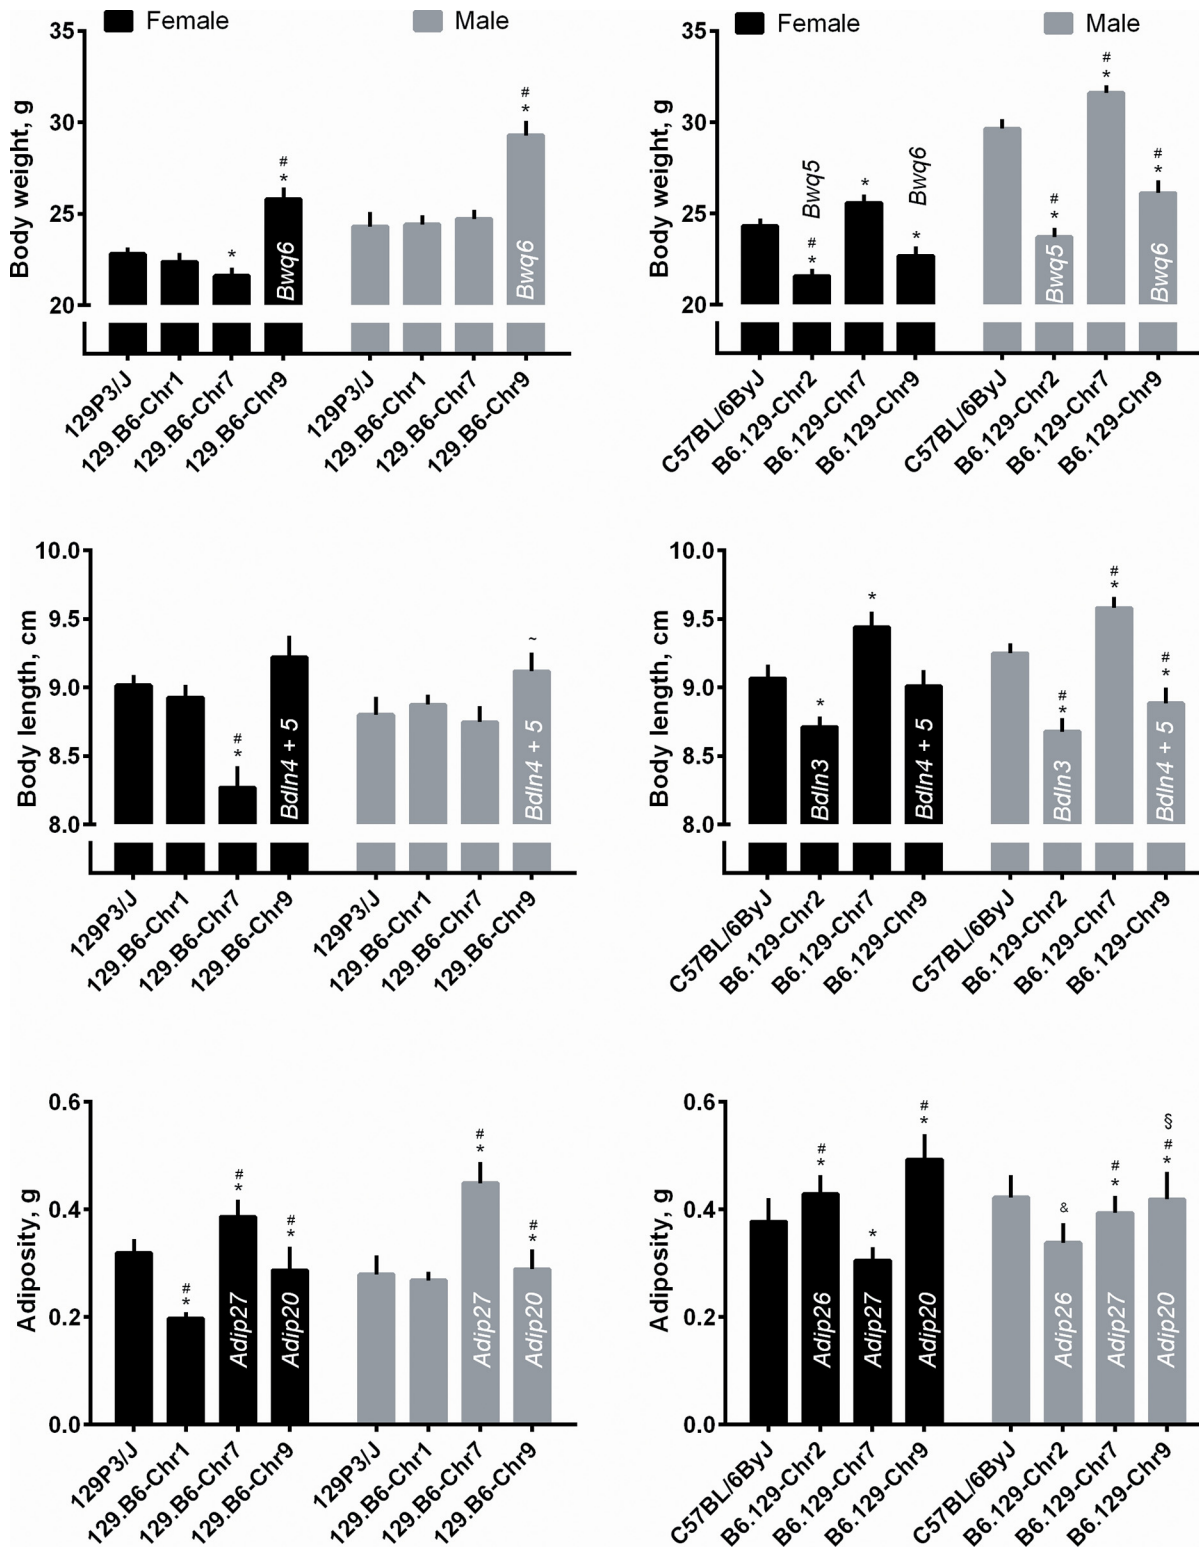 Female
Male
Body weight, g
35
30
25
20
#
*
#
*
*
#
*
Bwq6
Bwq6
129P3/J
129.B6-Chr1
129.B6-Chr7
129.B6-Chr9
129P3/J
129.B6-Chr1
129.B6-Chr7
129.B6-Chr9
Female
Male
Body weight, g
35
30
25
20
#
*
Bwq5
*
Bwq6
*
#
*
#
*
#
*
Bwq5
Bwq6
C57BL/6ByJ
B6.129-Chr2
B6.129-Chr7
B6.129-Chr9
C57BL/6ByJ
B6.129-Chr2
B6.129-Chr7
B6.129-Chr9
Body length, cm
10.0
9.5
9.0
8.5
8.0
#
*
~
Bdln4 + 5
Bdln4 + 5
129P3/J
129.B6-Chr1
129.B6-Chr7
129.B6-Chr9
129P3/J
129.B6-Chr1
129.B6-Chr7
129.B6-Chr9
Body length, cm
10.0
9.5
9.0
8.5
8.0
*
*
#
*
#
*
#
*
Bdln3
Bdln4 + 5
Bdln3
Bdln4 + 5
C57BL/6ByJ
B6.129-Chr2
B6.129-Chr7
B6.129-Chr9
C57BL/6ByJ
B6.129-Chr2
B6.129-Chr7
B6.129-Chr9
Adiposity, g
0.6
0.4
0.2
0.0
#
*
#
*
#
*
#
*
#
*
Adip27
Adip20
Adip27
Adip20
129P3/J
129.B6-Chr1
129.B6-Chr7
129.B6-Chr9
129P3/J
129.B6-Chr1
129.B6-Chr7
129.B6-Chr9
Adiposity, g
0.6
0.4
0.2
0.0
#
*
*
#
*
&
#
*
§
#
*
Adip26
Adip27
Adip20
Adip26
Adip27
Adip20
C57BL/6ByJ
B6.129-Chr2
B6.129-Chr7
B6.129-Chr9
C57BL/6ByJ
B6.129-Chr2
B6.129-Chr7
B6.129-Chr9